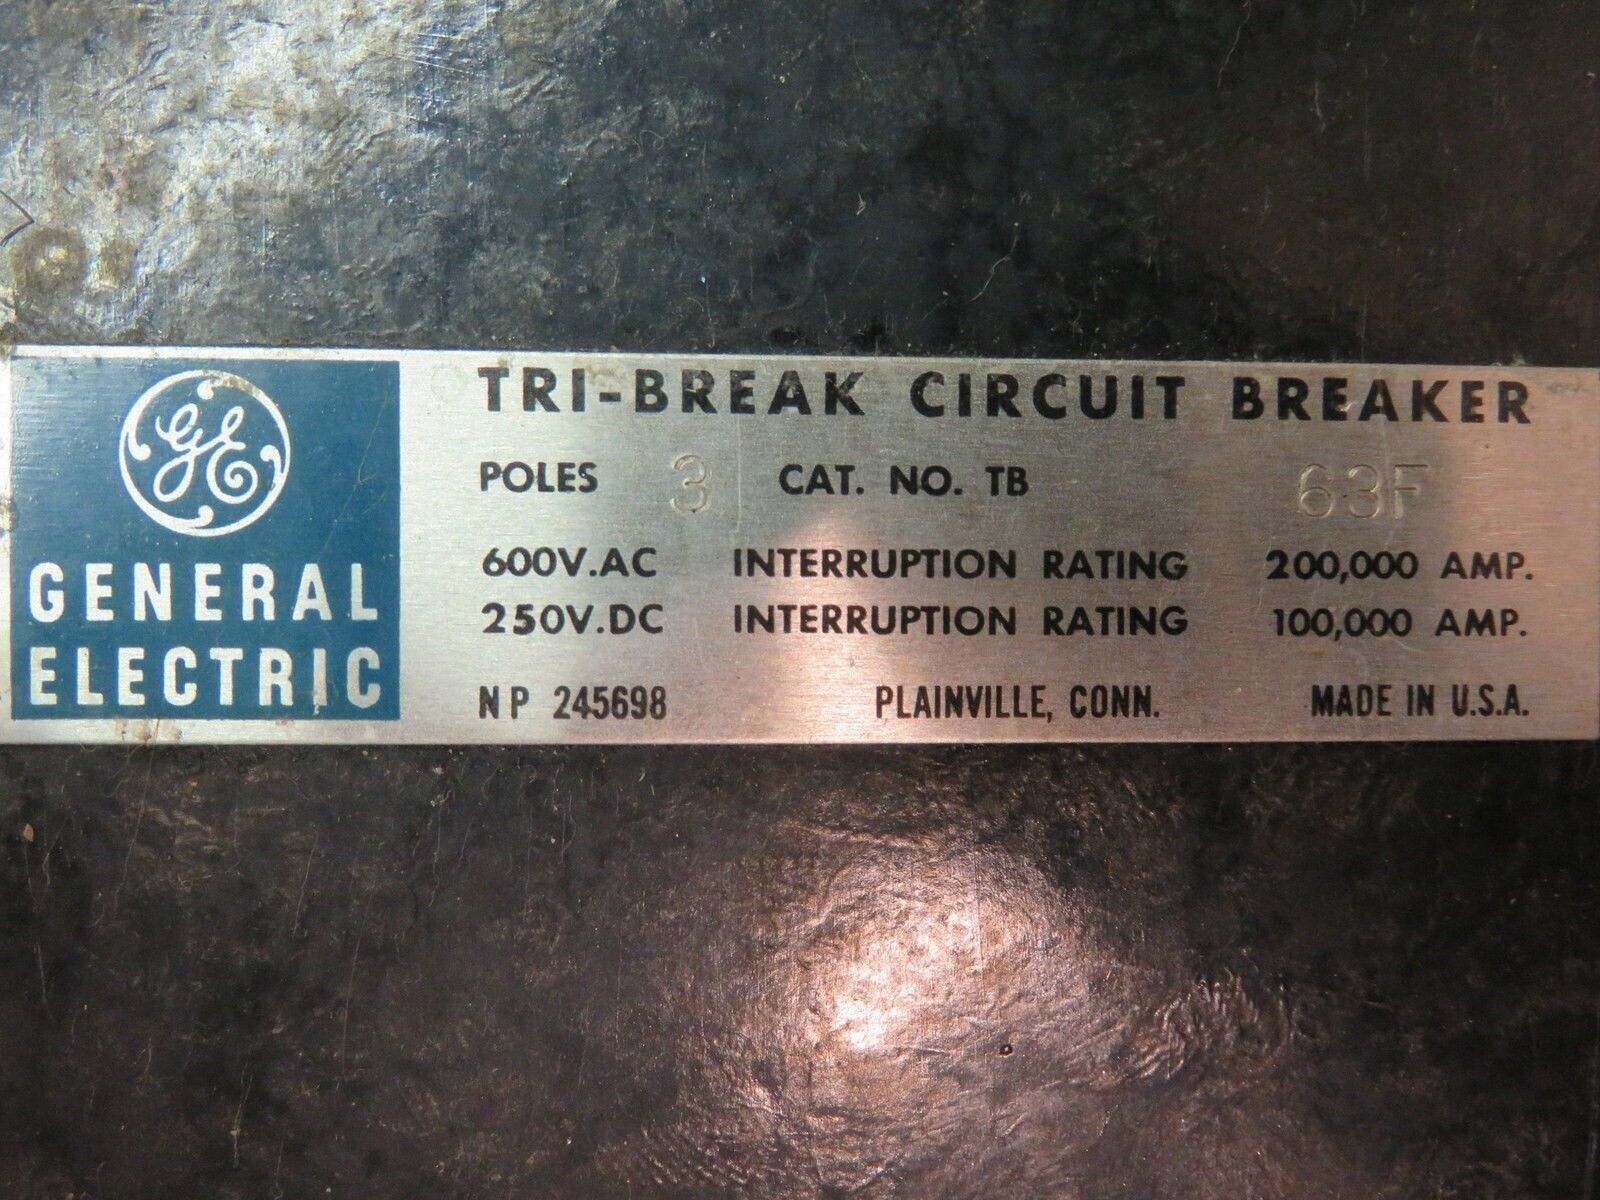 GE
GENERAL
ELECTRIC
TRI-BREAK CIRCUIT BREAKER
POLES 3 CAT. NO. TB 63F
600V.AC INTERRUPTION RATING 200,000 AMP.
250V.DC INTERRUPTION RATING 100,000 AMP.
NP 245698 PLAINVILLE, CONN. MADE IN U.S.A.